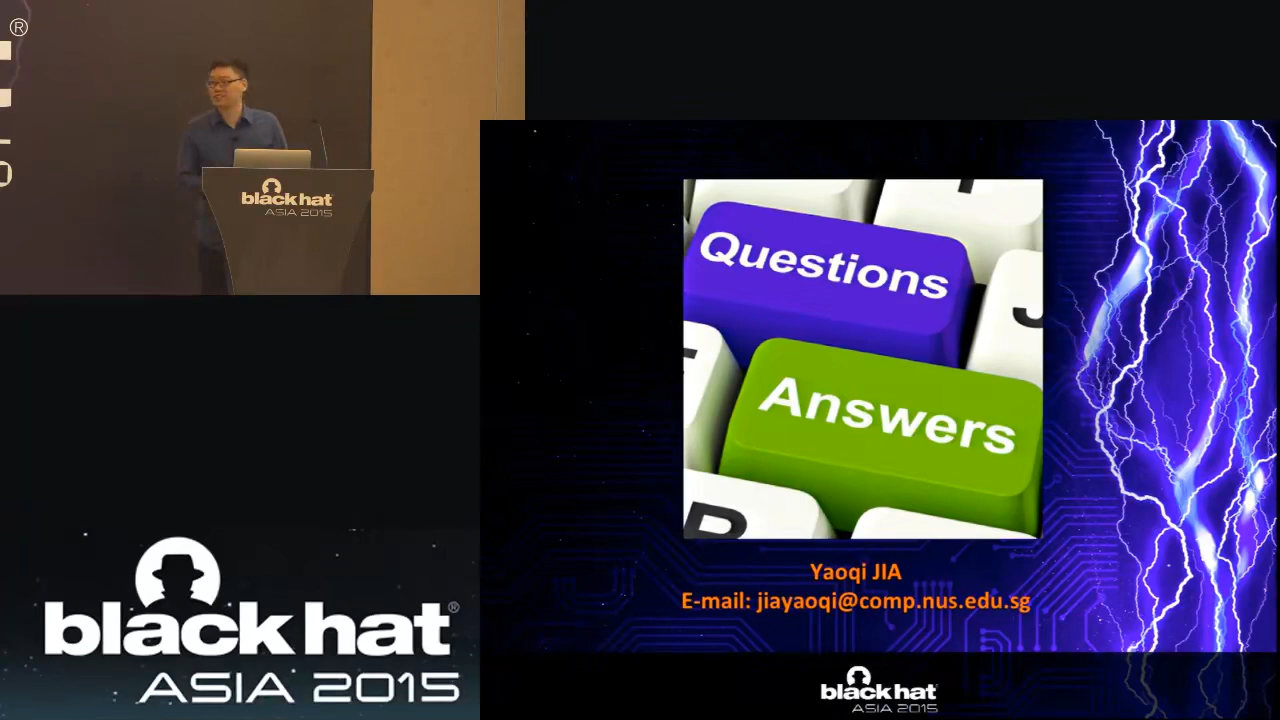 ®
black hat
ASIA 2015
Questions
Answers
Yaoqi JIA
E-mail: jiayaoqi@comp.nus.edu.sg
black hat®
ASIA 2015
black hat
ASIA 2015